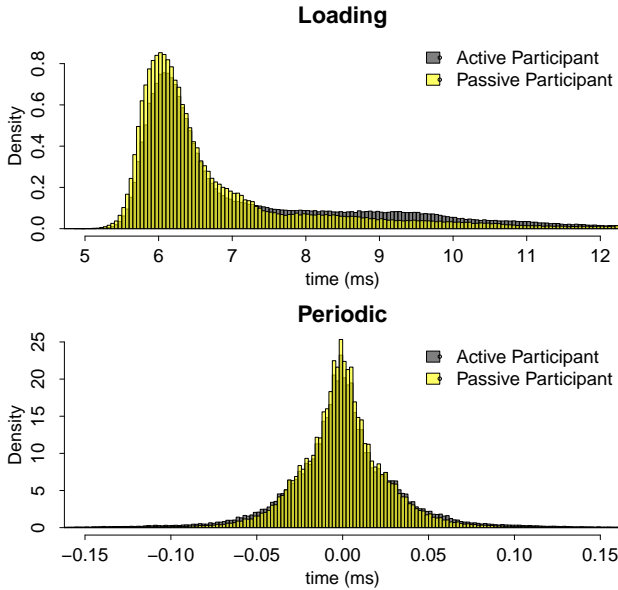 Loading
Active Participant
Passive Participant
Density
0.0 0.2 0.4 0.6 0.8
5 6 7 8 9 10 11 12
time (ms)
Periodic
Active Participant
Passive Participant
Density
0 5 10 15 20 25
−0.15 −0.10 −0.05 0.00 0.05 0.10 0.15
time (ms)